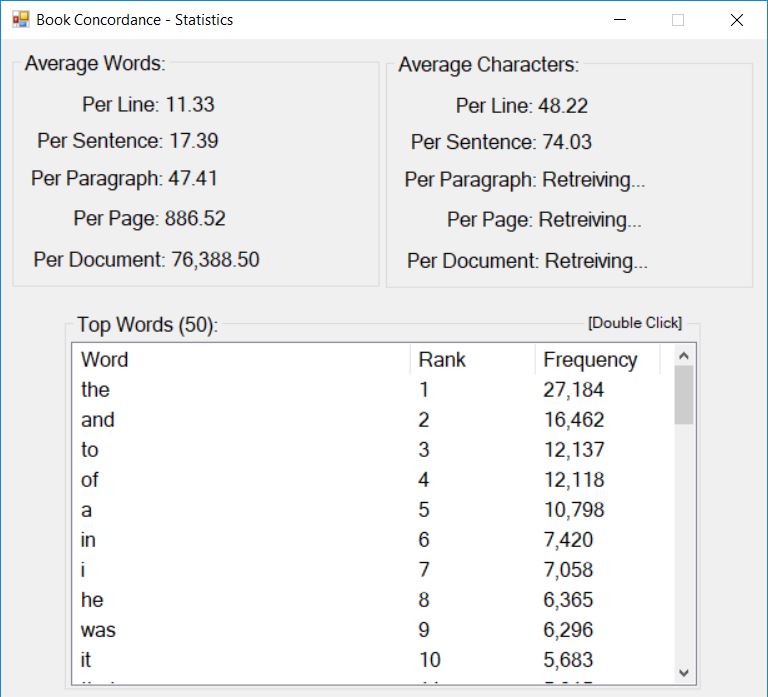 Book Concordance - Statistics
Average Words:
Per Line: 11.33
Per Sentence: 17.39
Per Paragraph: 47.41
Per Page: 886.52
Per Document: 76,388.50
Average Characters:
Per Line: 48.22
Per Sentence: 74.03
Per Paragraph: Retreiving...
Per Page: Retreiving...
Per Document: Retreiving...
Top Words (50): [Double Click]
Word Rank Frequency
the 1 27,184
and 2 16,462
to 3 12,137
of 4 12,118
a 5 10,798
in 6 7,420
i 7 7,058
he 8 6,365
was 9 6,296
it 10 5,683